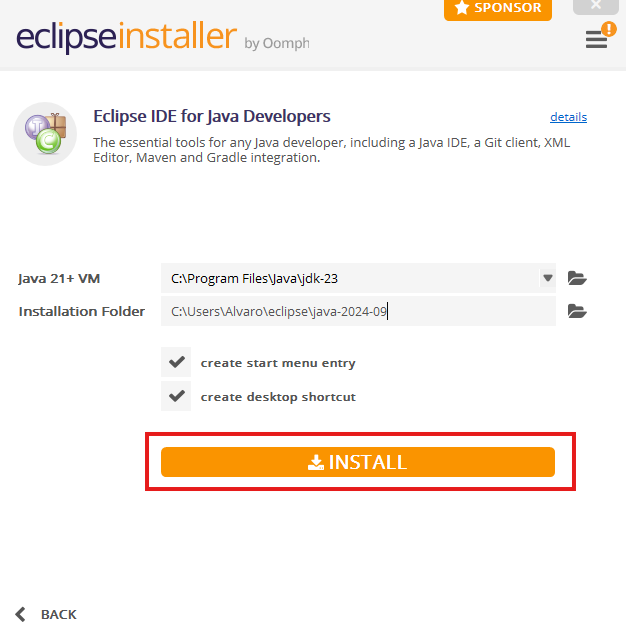 SPONSOR
eclipseinstaller by Oomph
Eclipse IDE for Java Developers
details
The essential tools for any Java developer, including a Java IDE, a Git client, XML
Editor, Maven and Gradle integration.
Java 21+ VM
C:\Program Files\Java\jdk-23
Installation Folder
C:\Users\Alvaro\eclipse\java-2024-09
create start menu entry
create desktop shortcut
INSTALL
BACK